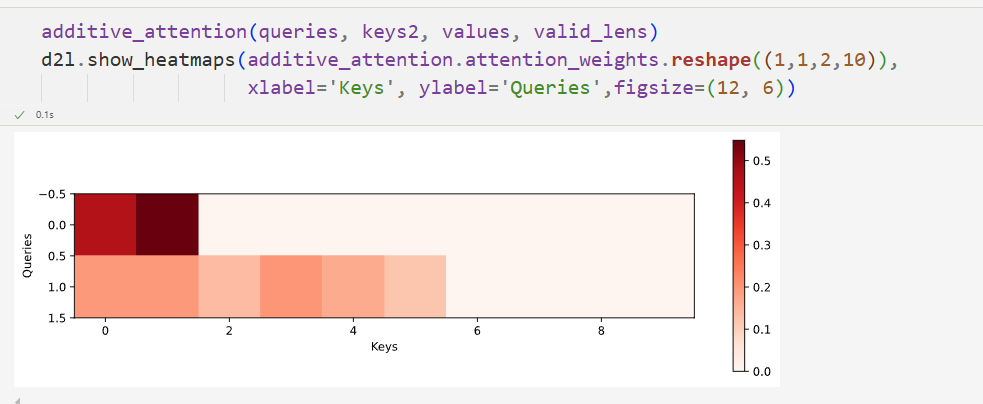 additive_attention(queries, keys2, values, valid_lens)
d2l.show_heatmaps(additive_attention.attention_weights.reshape((1,1,2,10)),
xlabel='Keys', ylabel='Queries',figsize=(12, 6))
0.1s
−0.5
0.0
0.5
1.0
1.5
Queries
0 2 4 6 8
Keys
0.5
0.4
0.3
0.2
0.1
0.0